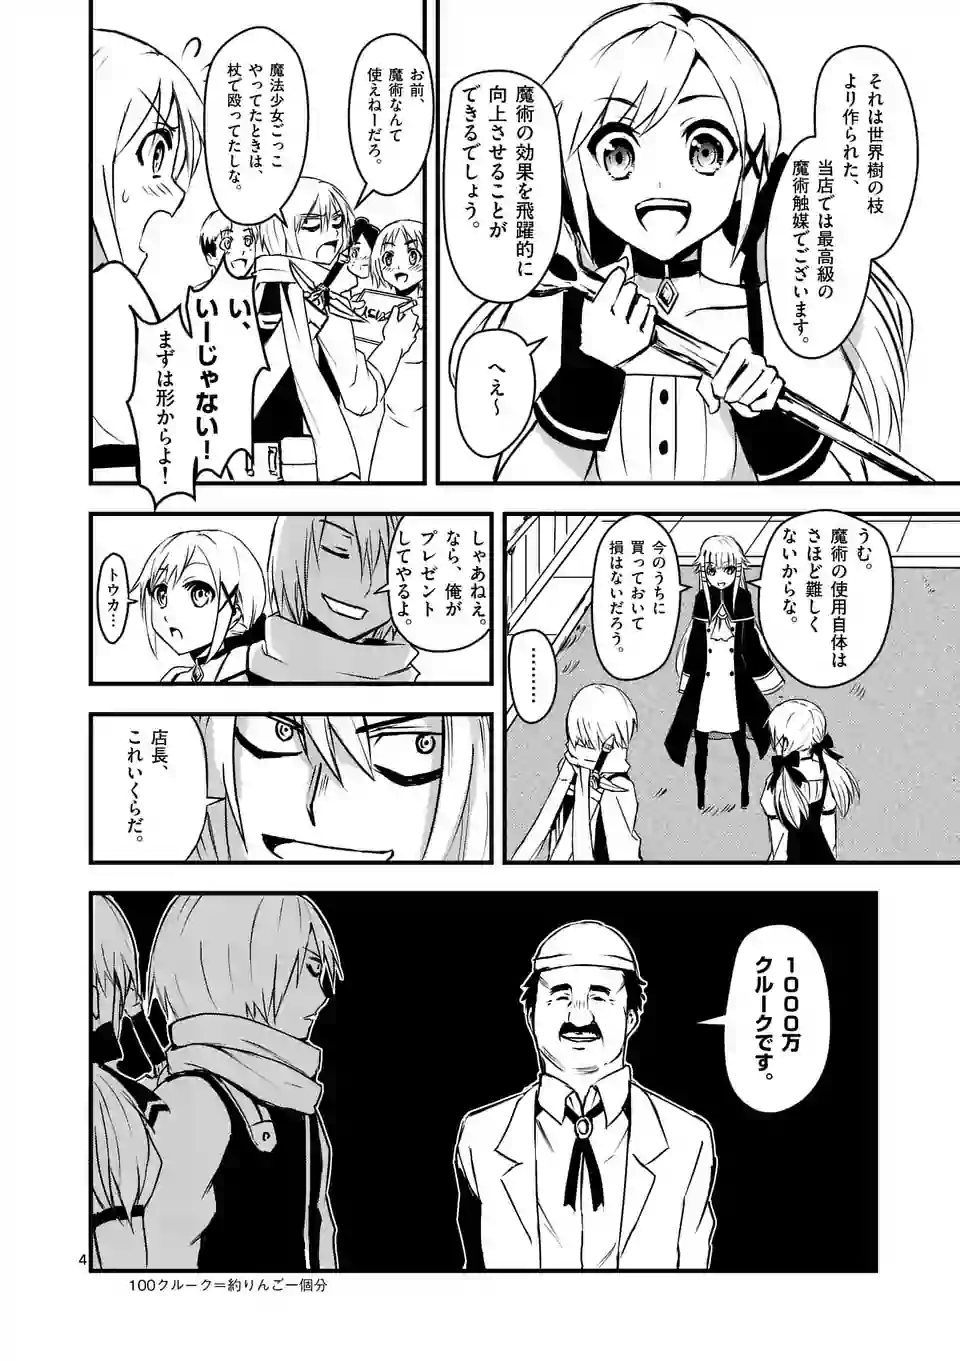 それは世界樹の枝
より作られた、
当店では最高級の
魔術触媒でございます。
魔術の効果を飛躍的に
向上させることが
できるでしょう。
へぇ〜
お前、
魔術なんて
使えねーだろ。
魔法少女ごっこ
やってたときは、
杖で殴ってたしな。
い、
いーじゃない！
まずは形からよ！
うむ。
魔術の使用自体は
さほど難しく
ないからな。
今のうちに
買っておいて
損はないだろう。
………
しゃあねえ。
なら、俺が
プレゼント
してやるよ。
トウカ…
店長、
これいくらだ。
1000万
クルークです。
4
100クルーク＝約りんご一個分